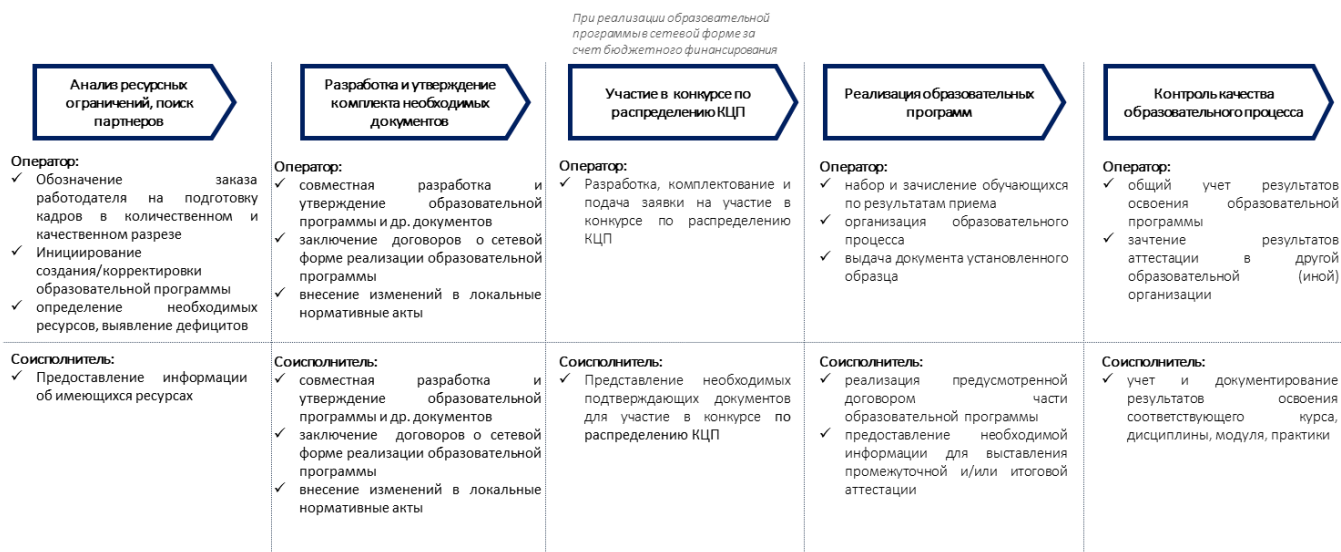 При реализации образовательной
программы в сетевой форме за
счет бюджетного финансирования
Анализ ресурсных
ограничений, поиск
партнеров
Разработка и утверждение
комплекта необходимых
документов
Участие в конкурсе по
распределению КЦП
Реализация образовательных
программ
Контроль качества
образовательного процесса
Оператор:
✓ Обозначение заказа
работодателя на подготовку
кадров в количественном и
качественном разрезе
✓ Инициирование
создания/корректировки
образовательной программы
✓ определение необходимых
ресурсов, выявление дефицитов
Оператор:
✓ совместная разработка и
утверждение образовательной
программы и др. документов
✓ заключение договоров о сетевой
форме реализации образовательной
программы
✓ внесение изменений в локальные
нормативные акты
Оператор:
✓ Разработка, комплектование и
подача заявки на участие в
конкурсе по распределению
КЦП
Оператор:
✓ набор и зачисление обучающихся
по результатам приема
✓ организация образовательного
процесса
✓ выдача документа установленного
образца
Оператор:
✓ общий учет результатов
освоения образовательной
программы
✓ зачтение результатов
аттестации в другой
образовательной (иной)
организации
Соисполнитель:
✓ Предоставление информации
об имеющихся ресурсах
Соисполнитель:
✓ совместная разработка и
утверждение образовательной
программы и др. документов
✓ заключение договоров о сетевой
форме реализации образовательной
программы
✓ внесение изменений в локальные
нормативные акты
Соисполнитель:
✓ Представление необходимых
подтверждающих документов
для участие в конкурсе по
распределению КЦП
Соисполнитель:
✓ реализация предусмотренной
договором части
образовательной программы
✓ предоставление необходимой
информации для выставления
промежуточной и/или итоговой
аттестации
Соисполнитель:
✓ учет и документирование
результатов освоения
соответствующего курса,
дисциплины, модуля, практики